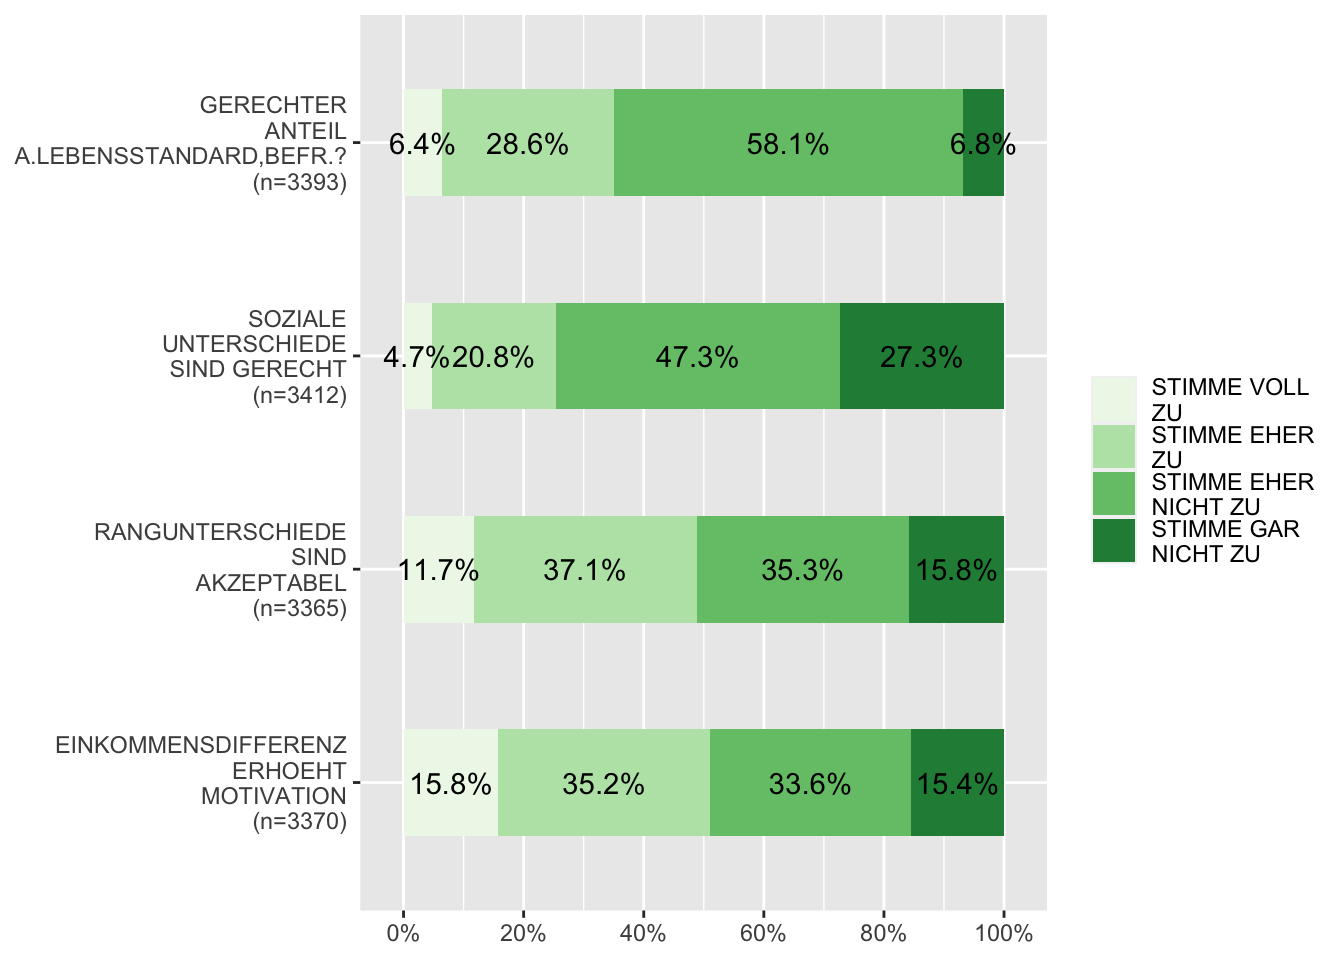 GERECHTER
ANTEIL
A.LEBENSSTANDARD,BEFR.?
(n=3393)
6.4% 28.6% 58.1% 6.8%
SOZIALE
UNTERSCHIEDE
SIND GERECHT
(n=3412)
4.7% 20.8% 47.3% 27.3%
RANGUNTERSCHIEDE
SIND
AKZEPTABEL
(n=3365)
11.7% 37.1% 35.3% 15.8%
EINKOMMENSDIFFERENZ
ERHOEHT
MOTIVATION
(n=3370)
15.8% 35.2% 33.6% 15.4%
0% 20% 40% 60% 80% 100%
STIMME VOLL
ZU
STIMME EHER
ZU
STIMME EHER
NICHT ZU
STIMME GAR
NICHT ZU